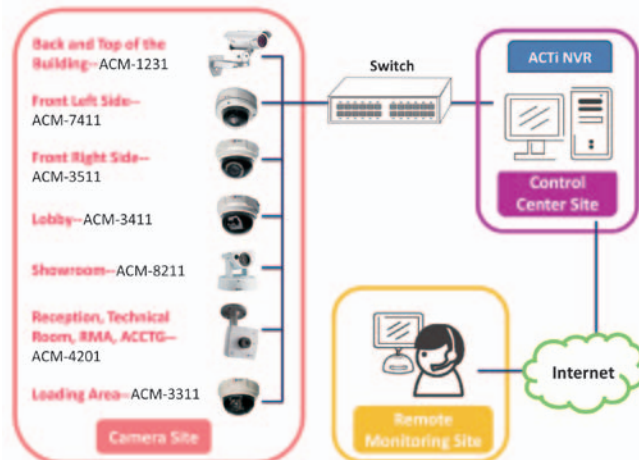 Back and Top of the
Building--ACM-1231
Front Left Side--
ACM-7411
Front Right Side--
ACM-3511
Lobby--ACM-3411
Showroom--ACM-8211
Reception, Technical
Room, RMA, ACCTG--
ACM-4201
Loading Area--ACM-3311
Camera Site
Switch
ACTi NVR
Control
Center Site
Internet
Remote
Monitoring Site